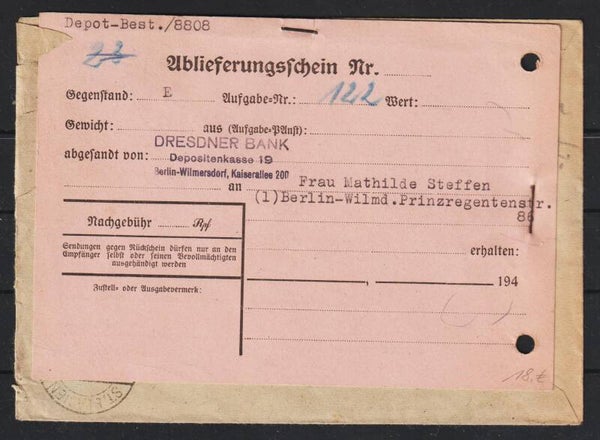 Depot-Best./8808
23
Ablieferungsschein Nr.
Gegenstand: E Aufgabe-Nr.: 122 Wert:
Gewicht: aus (Aufgabe-PAnst):
abgesandt von: DRESDNER BANK
Depositenkasse 19
Berlin-Wilmersdorf, Kaiserallee 200
an Frau Mathilde Steffen
(1)Berlin-Wilmd.Prinzregentenstr.
86
Nachgebühr Rpf
Sendungen gegen Rückschein dürfen nur an den
Empfänger selbst oder seinen Bevollmächtigten
ausgehändigt werden
erhalten:
, 194
Zustell- oder Ausgabevermerk:
18,€